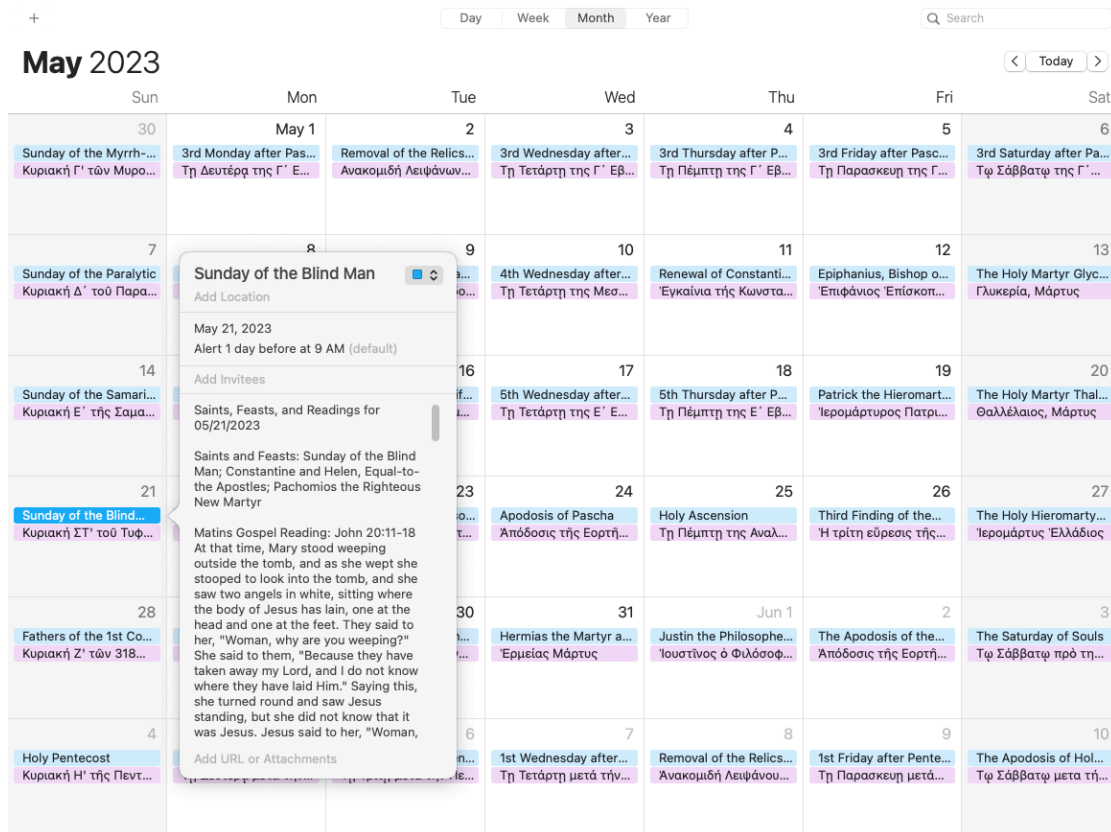 +
Day Week Month Year
Search
May 2023
Today
Sun Mon Tue Wed Thu Fri Sat
30 May 1 2 3 4 5 6
Sunday of the Myrrh-... 3rd Monday after Pas... Removal of the Relics... 3rd Wednesday after... 3rd Thursday after P... 3rd Friday after Pasc... 3rd Saturday after Pa...
Κυριακή Γ' τῶν Μυρο... Τῃ Δευτέρᾳ της Γ΄ Ε... Ανακομιδή Λειψάνων... Τῃ Τετάρτῃ της Γ΄ Εβ... Τῃ Πέμπτῃ της Γ΄ Εβ... Τῃ Παρασκευῃ της Γ... Τῳ Σάββατῳ της Γ΄...
7 8 9 10 11 12 13
Sunday of the Paralytic 4th Wednesday after... Renewal of Constanti... Epiphanius, Bishop o... The Holy Martyr Glyc...
Κυριακή Δ΄ τοῦ Παρα... Τῃ Τετάρτῃ της Μεσ... Ἐγκαίνια τής Κωνστα... Ἐπιφάνιος Ἐπίσκοπ... Γλυκερία, Μάρτυς
14 16 17 18 19 20
Sunday of the Samari... 5th Wednesday after... 5th Thursday after P... Patrick the Hieromart... The Holy Martyr Thal...
Κυριακή Ε΄ τῆς Σαμα... Τῃ Τετάρτῃ της Ε΄ Ε... Τῃ Πέμπτῃ της Ε΄ Εβ... Ἱερομάρτυρος Πατρι... Θαλλέλαιος, Μάρτυς
21 23 24 25 26 27
Sunday of the Blind... Apodosis of Pascha Holy Ascension Third Finding of the... The Holy Hieromarty...
Κυριακή ΣΤ' τοῦ Τυφ... Ἀπόδοσις τῆς Εορτῆ... Τῃ Πέμπτῃ της Αναλ... Ἡ τρίτη εὕρεσις τῆς... Ἱερομάρτυς Ἑλλάδιος
28 30 31 Jun 1 2 3
Fathers of the 1st Co... Hermias the Martyr a... Justin the Philosophe... The Apodosis of the... The Saturday of Souls
Κυριακή Ζ' τῶν 318... Ἑρμείας Μάρτυς Ἰουστῖνος ὁ Φιλόσοφ... Ἀπόδοσις τῆς Εορτῆ... Τῳ Σάββατῳ πρὸ τη...
4 6 7 8 9 10
Holy Pentecost 1st Wednesday after... Removal of the Relics... 1st Friday after Pente... The Apodosis of Hol...
Κυριακή Η' τῆς Πεντ... Τῃ Τετάρτῃ μετά τήν... Ἀνακομιδή Λειψάνου... Τῃ Παρασκευῃ μετά... Τῳ Σάββατῳ μετα τή...
Sunday of the Blind Man
Add Location
May 21, 2023
Alert 1 day before at 9 AM (default)
Add Invitees
Saints, Feasts, and Readings for
05/21/2023
Saints and Feasts: Sunday of the Blind
Man; Constantine and Helen, Equal-to-
the Apostles; Pachomios the Righteous
New Martyr
Matins Gospel Reading: John 20:11-18
At that time, Mary stood weeping
outside the tomb, and as she wept she
stooped to look into the tomb, and she
saw two angels in white, sitting where
the body of Jesus has lain, one at the
head and one at the feet. They said to
her, "Woman, why are you weeping?"
She said to them, "Because they have
taken away my Lord, and I do not know
where they have laid Him." Saying this,
she turned round and saw Jesus
standing, but she did not know that it
was Jesus. Jesus said to her, "Woman,
Add URL or Attachments